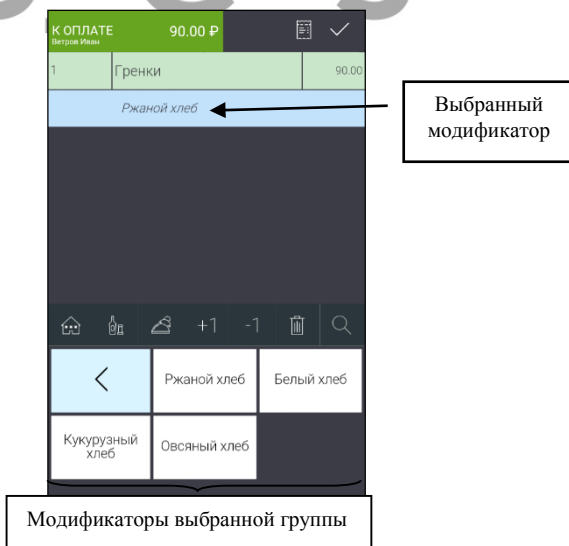 К ОПЛАТЕ 90.00 ₽
Ветров Иван
1 Гренки 90.00
Ржаной хлеб
Выбранный
модификатор
+1 -1
Ржаной хлеб Белый хлеб
Кукурузный
хлеб
Овсяный хлеб
Модификаторы выбранной группы